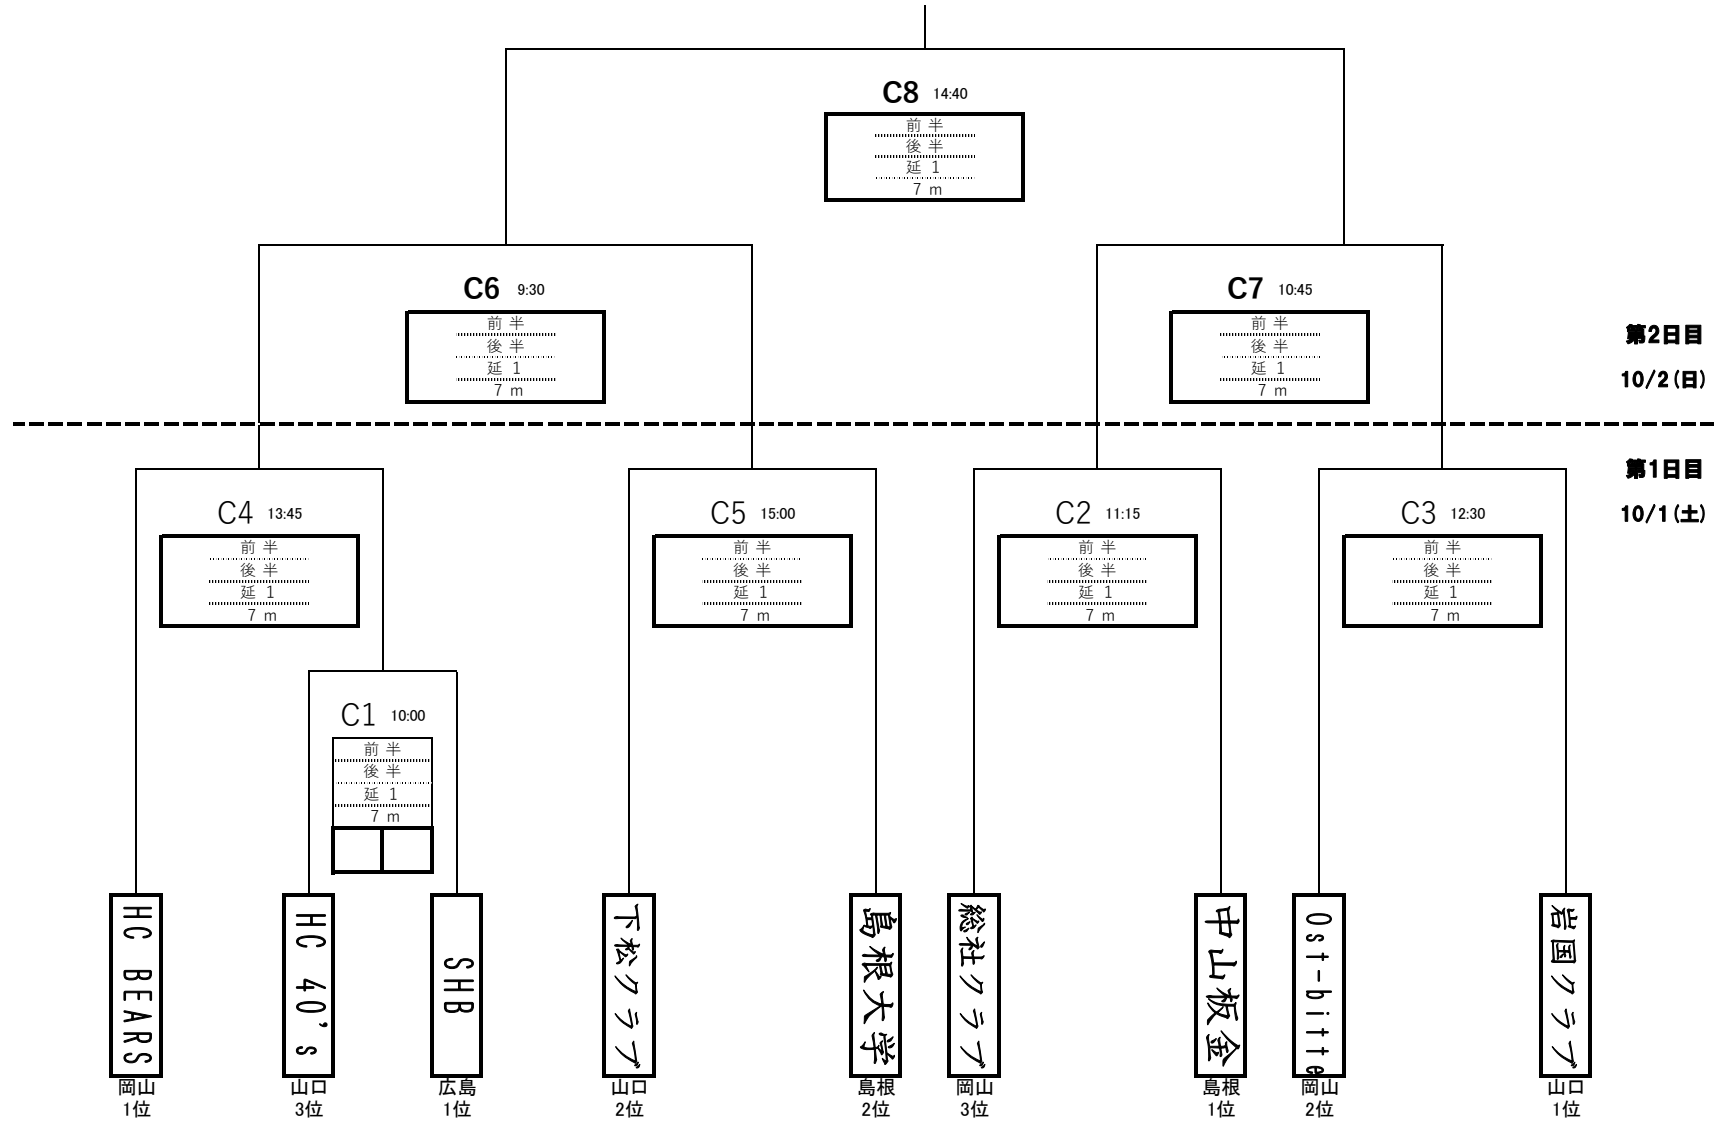 C8 14:40
前半
後半
延1
7m
C6 9:30
前半
後半
延1
7m
C7 10:45
前半
後半
延1
7m
第2日目
10/2(日)
第1日目
10/1(土)
C4 13:45
前半
後半
延1
7m
C5 15:00
前半
後半
延1
7m
C2 11:15
前半
後半
延1
7m
C3 12:30
前半
後半
延1
7m
C1 10:00
前半
後半
延1
7m
HC BEARS
岡山
1位
HC 40's
山口
3位
SHB
広島
1位
下松クラブ
山口
2位
島根大学
島根
2位
総社クラブ
岡山
3位
中山板金
島根
1位
Ost-bitte
岡山
2位
岩国クラブ
山口
1位